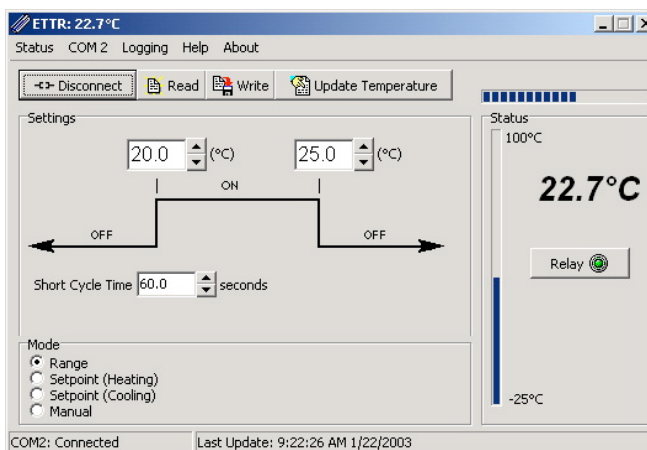 ETTR: 22.7°C
Status COM 2 Logging Help About
Disconnect Read Write Update Temperature
Settings
20.0 (°C) 25.0 (°C)
ON
OFF OFF
Short Cycle Time 60.0 seconds
Mode
Range
Setpoint (Heating)
Setpoint (Cooling)
Manual
Status
100°C
22.7°C
Relay
-25°C
COM2: Connected Last Update: 9:22:26 AM 1/22/2003